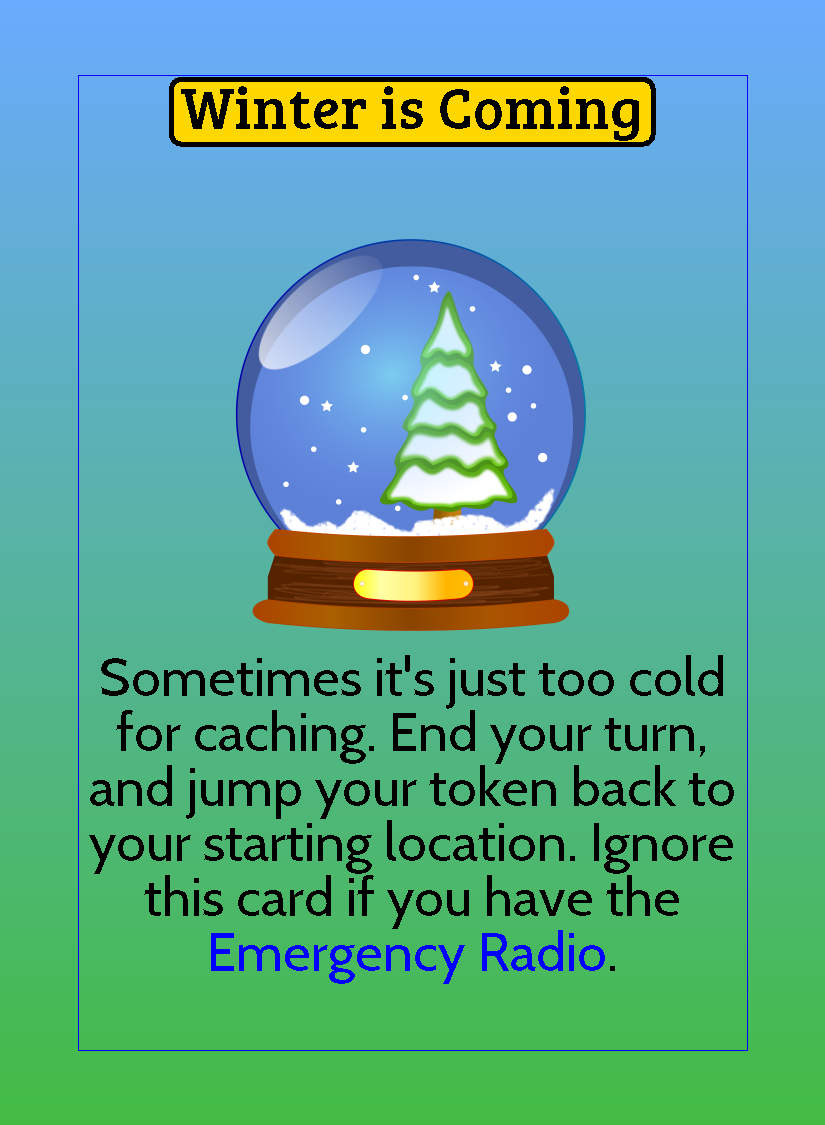 Winter is Coming
Sometimes it's just too cold
for caching. End your turn,
and jump your token back to
your starting location. Ignore
this card if you have the
Emergency Radio.